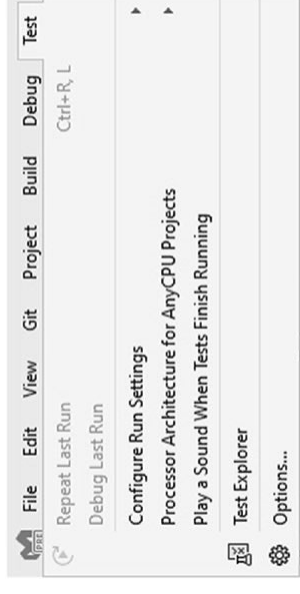 File Edit View Git Project Build Debug Test
Repeat Last Run Ctrl+R, L
Debug Last Run
Configure Run Settings
Processor Architecture for AnyCPU Projects
Play a Sound When Tests Finish Running
Test Explorer
Options...